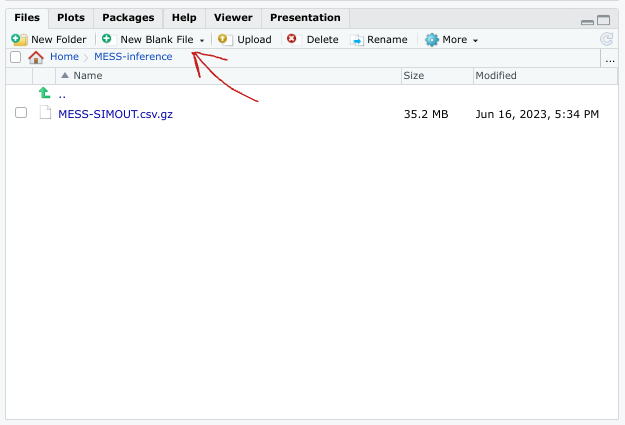 Files Plots Packages Help Viewer Presentation
New Folder New Blank File Upload Delete Rename More
Home MESS-inference ...
Name Size Modified
..
MESS-SIMOUT.csv.gz 35.2 MB Jun 16, 2023, 5:34 PM